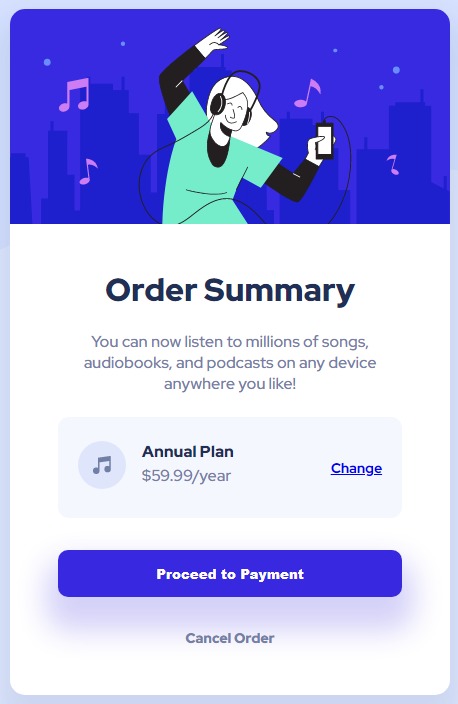 Order Summary
You can now listen to millions of songs,
audiobooks, and podcasts on any device
anywhere you like!
Annual Plan
$59.99/year
Change
Proceed to Payment
Cancel Order